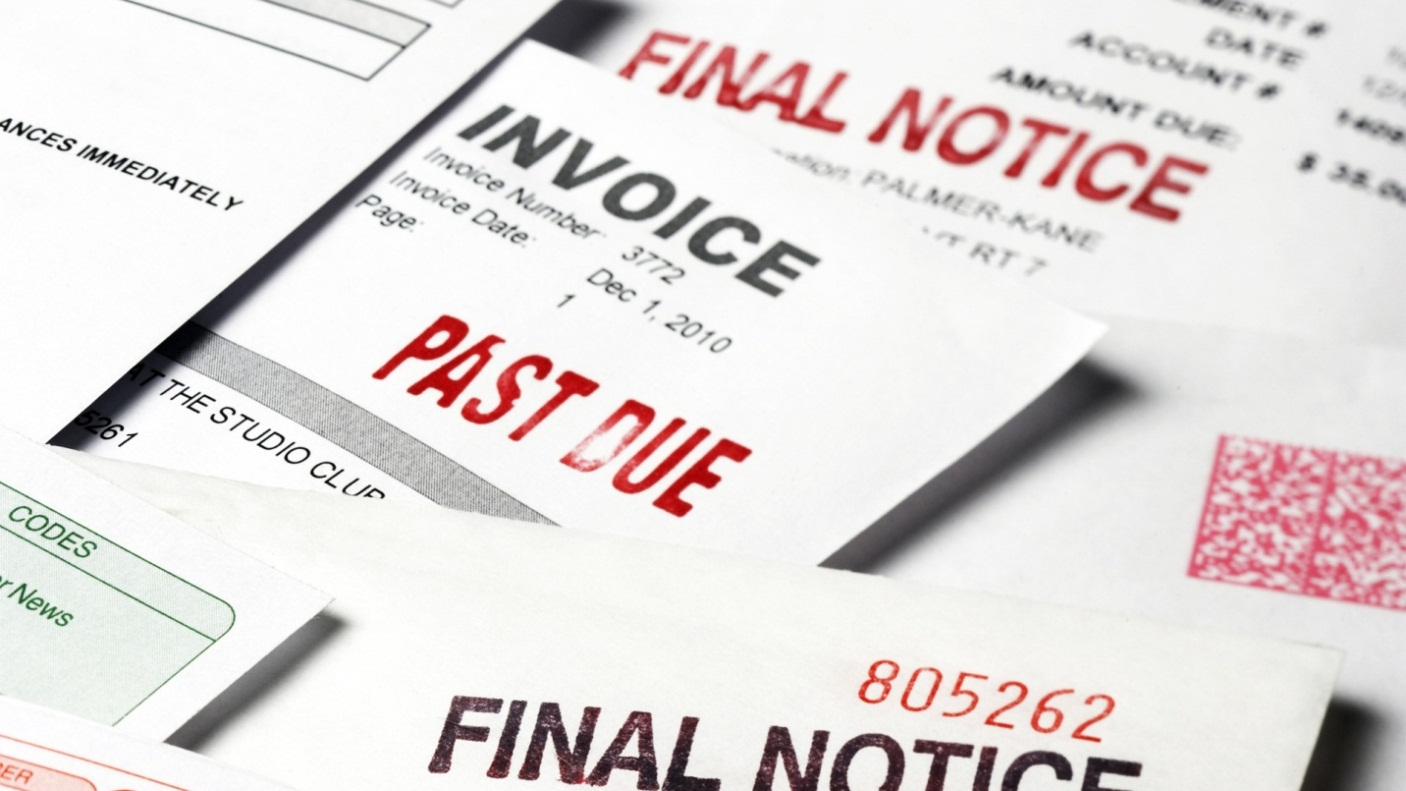 ANCES IMMEDIATELY
FINAL NOTICE
DATE
ACCOUNT #
AMOUNT DUE:
PALMER-KANE
RT 7
INVOICE
Invoice Number: 3772
Invoice Date: Dec 1, 2010
Page: 1
PAST DUE
AT THE STUDIO CLUB
5261
CODES
News
805262
FINAL NOTICE